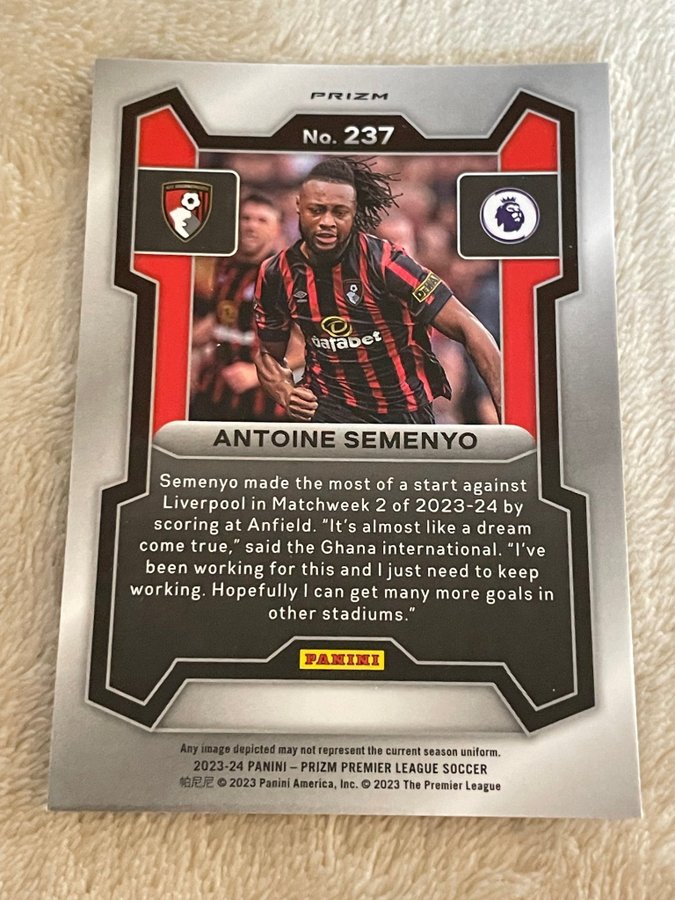 PRIZM
No. 237
dafabet
ANTOINE SEMENYO
Semenyo made the most of a start against
Liverpool in Matchweek 2 of 2023-24 by
scoring at Anfield. "It's almost like a dream
come true," said the Ghana international. "I've
been working for this and I just need to keep
working. Hopefully I can get many more goals in
other stadiums."
PANINI
Any image depicted may not represent the current season uniform.
2023-24 PANINI – PRIZM PREMIER LEAGUE SOCCER
帕尼尼 © 2023 Panini America, Inc. © 2023 The Premier League